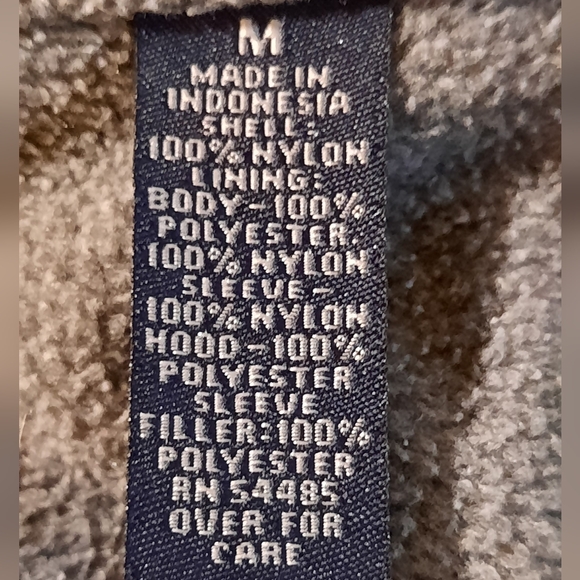 M
MADE IN
INDONESIA
SHELL:
100% NYLON
LINING:
BODY-100%
POLYESTER
100% NYLON
SLEEVE-
100% NYLON
HOOD-100%
POLYESTER
SLEEVE
FILLER:100%
POLYESTER
RN 54485
OVER FOR
CARE